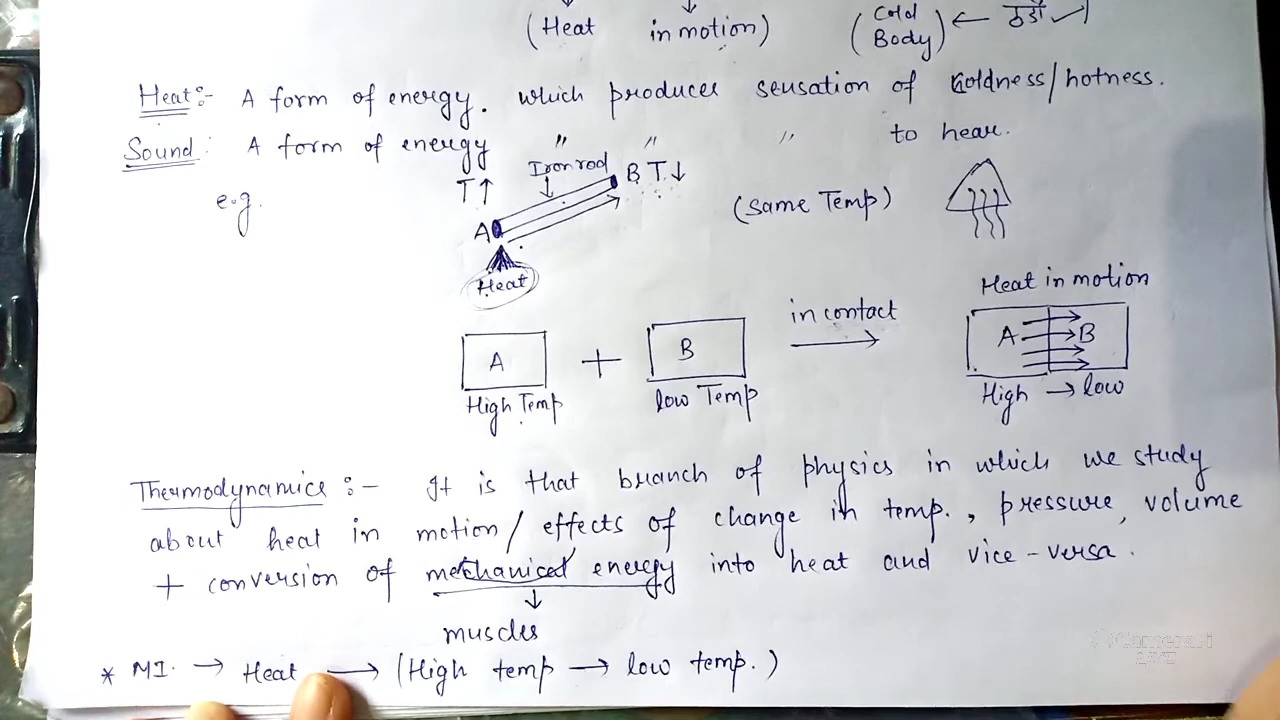 (Heat in motion) (Cold Body) ← ठंडी
Heat:- A form of energy. which produces sensation of coldness/hotness.
Sound: A form of energy " " " to hear.
e.g.
T↑ Iron rod B T↓
A
Heat
(same Temp)
A + B in contact →
High Temp low Temp
Heat in motion
A B
High → low
Thermodynamics :- It is that branch of physics in which we study
about heat in motion/ effects of change in temp., pressure, volume
+ conversion of mechanical energy into heat and vice-versa.
↓
muscles
* MI. → Heat → (High temp → low temp.)